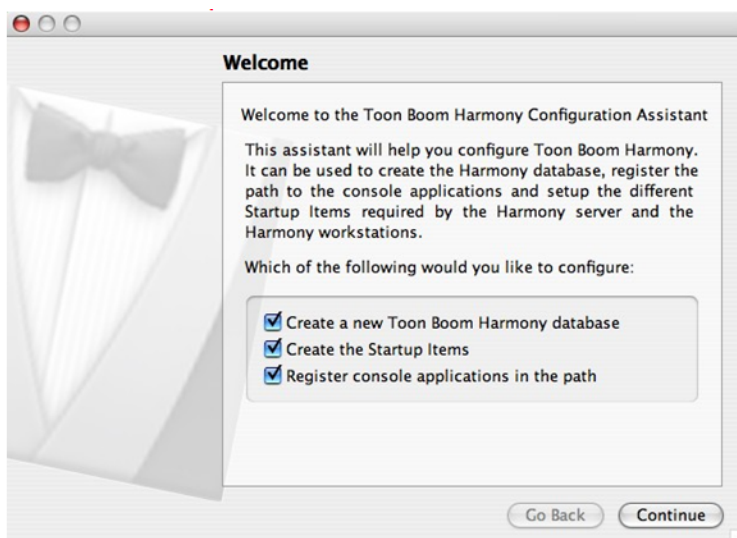 Welcome
Welcome to the Toon Boom Harmony Configuration Assistant
This assistant will help you configure Toon Boom Harmony.
It can be used to create the Harmony database, register the
path to the console applications and setup the different
Startup Items required by the Harmony server and the
Harmony workstations.
Which of the following would you like to configure:
Create a new Toon Boom Harmony database
Create the Startup Items
Register console applications in the path
Go Back
Continue